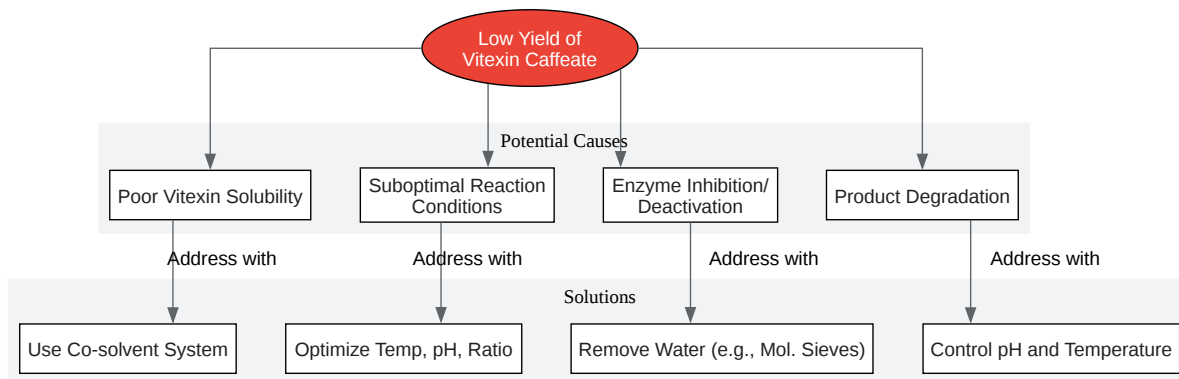 Low Yield of
Vitexin Caffeate
Potential Causes
Poor Vitexin Solubility
Suboptimal Reaction
Conditions
Enzyme Inhibition/
Deactivation
Product Degradation
Address with
Address with
Address with
Address with
Solutions
Use Co-solvent System
Optimize Temp, pH, Ratio
Remove Water (e.g., Mol. Sieves)
Control pH and Temperature